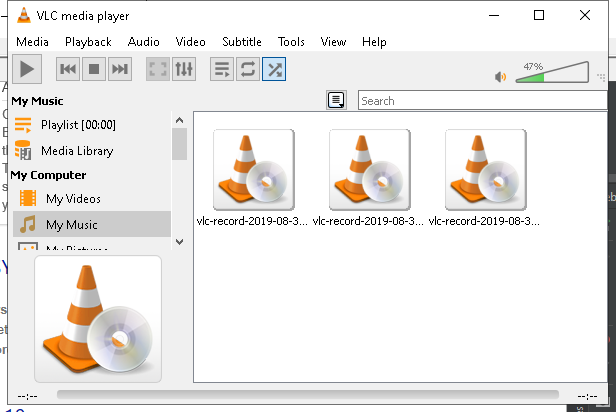 VLC media player
Media Playback Audio Video Subtitle Tools View Help
47%
My Music
Search
Playlist [00:00]
Media Library
My Computer
My Videos
My Music
My Pictures
vlc-record-2019-08-3... vlc-record-2019-08-3... vlc-record-2019-08-3...
--:-- --:--